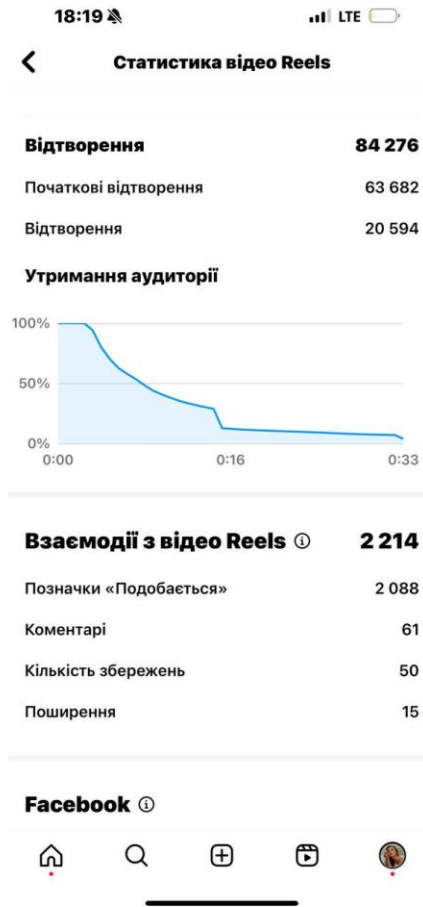 18:19 LTE
Статистика відео Reels
Відтворення 84 276
Початкові відтворення 63 682
Відтворення 20 594
Утримання аудиторії
100%
50%
0%
0:00 0:16 0:33
Взаємодії з відео Reels 2 214
Позначки «Подобається» 2 088
Коментарі 61
Кількість збережень 50
Поширення 15
Facebook